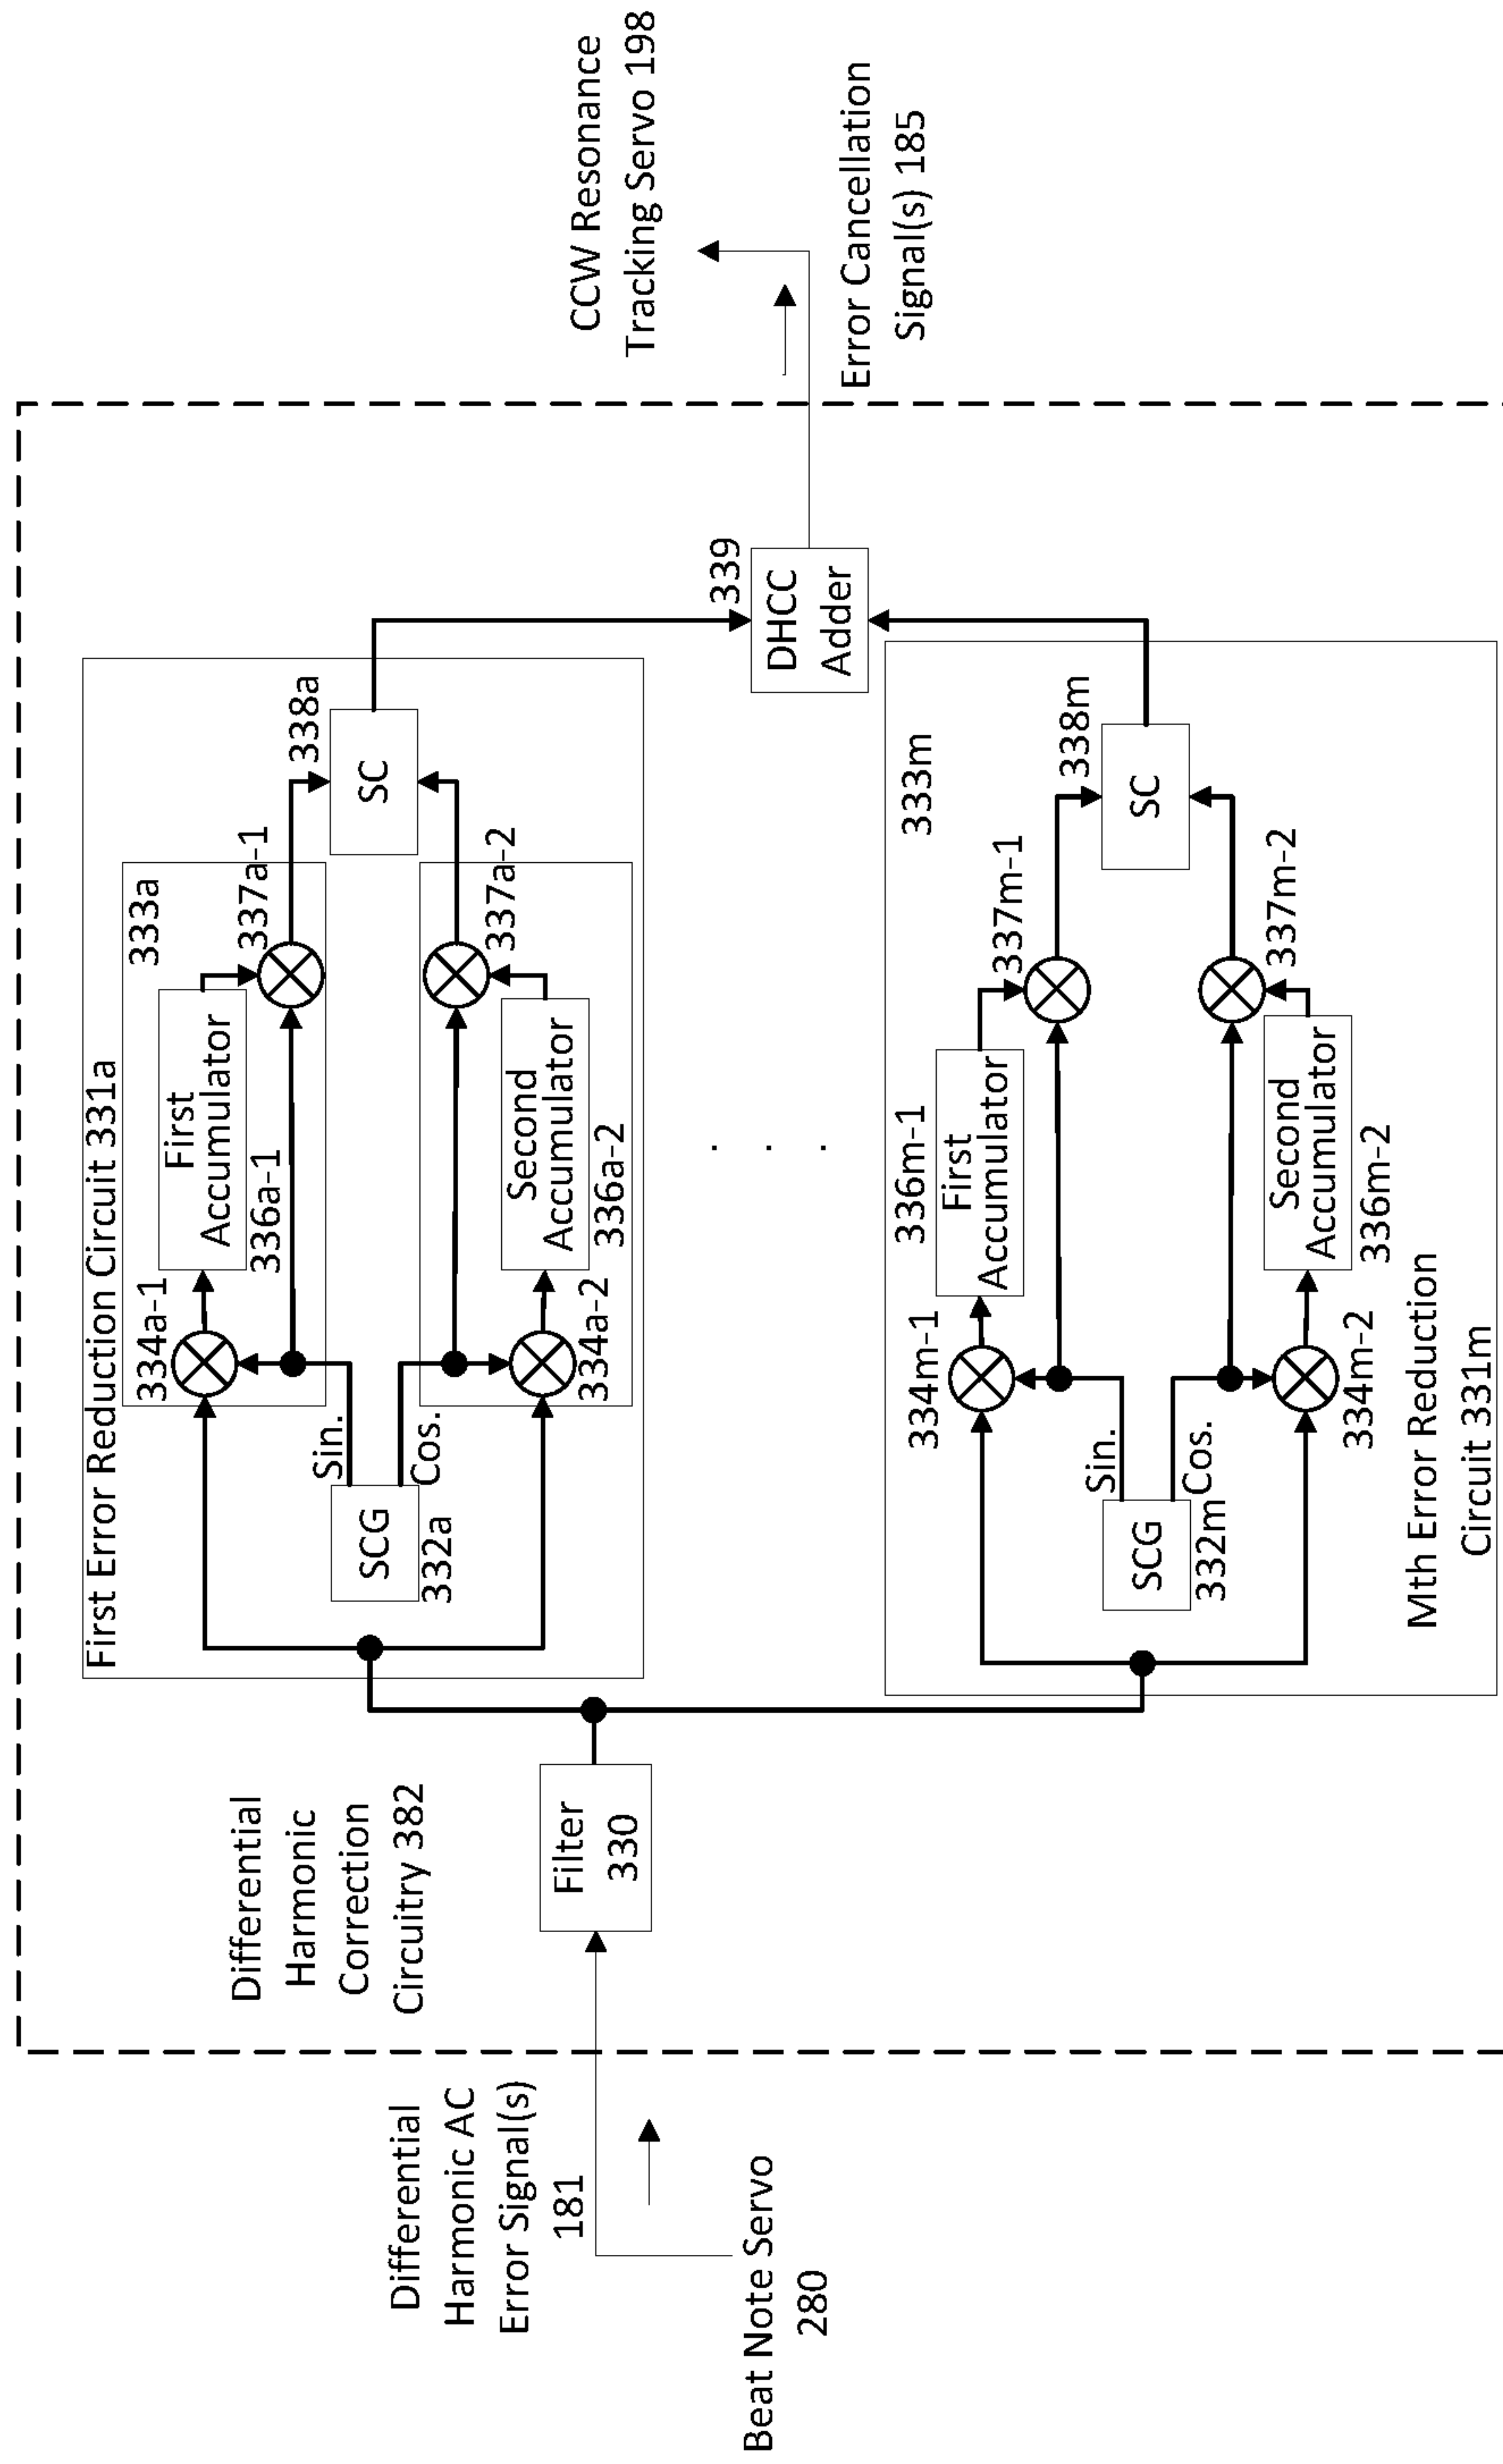 Beat Note Servo
280
Differential
Harmonic AC
Error Signal(s)
181
Differential
Harmonic
Correction
Circuitry 382
Filter
330
First Error Reduction Circuit 331a
SCG
332a
Sin.
Cos.
334a-1
334a-2
First
Accumulator
336a-1
Second
Accumulator
336a-2
333a
337a-1
337a-2
338a
SC
. . .
Mth Error Reduction
Circuit 331m
SCG
332m
Sin.
Cos.
334m-1
334m-2
336m-1
First
Accumulator
Second
Accumulator
336m-2
333m
337m-1
337m-2
338m
SC
339
DHCC
Adder
CCW Resonance
Tracking Servo 198
Error Cancellation
Signal(s) 185